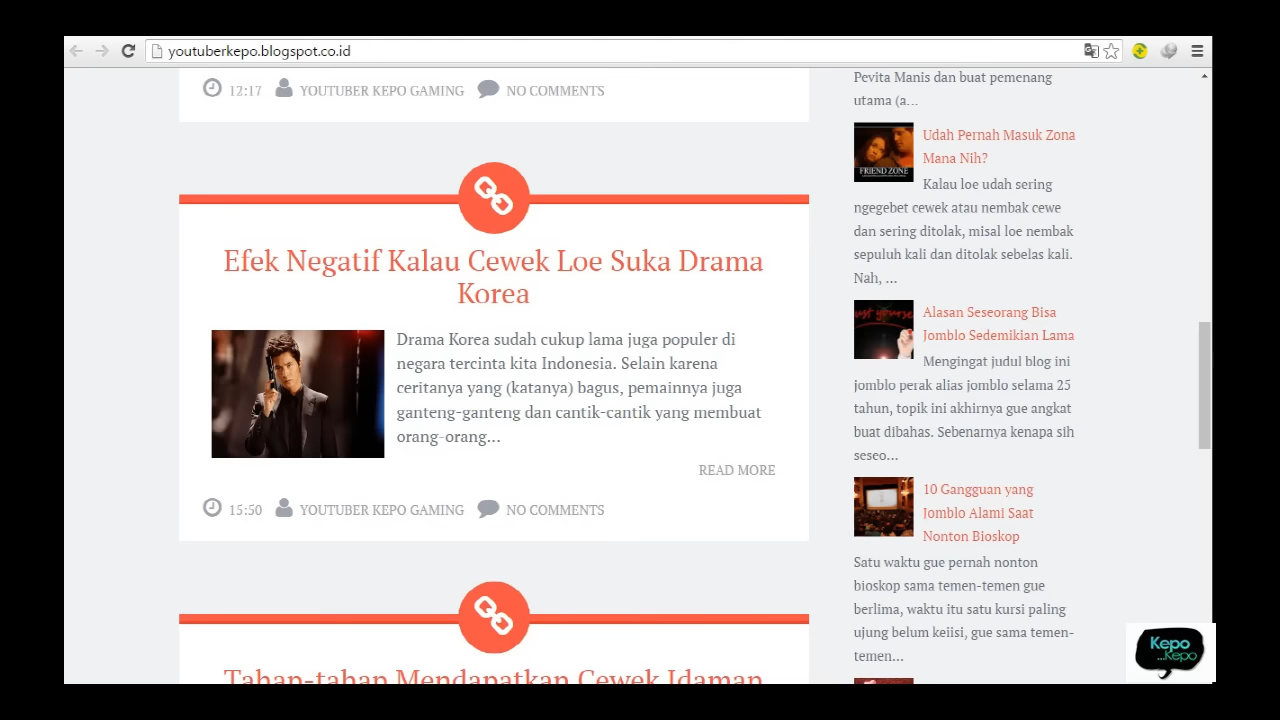 youtuberkepo.blogspot.co.id
12:17 YOUTUBER KEPO GAMING NO COMMENTS
Efek Negatif Kalau Cewek Loe Suka Drama
Korea
Drama Korea sudah cukup lama juga populer di
negara tercinta kita Indonesia. Selain karena
ceritanya yang (katanya) bagus, pemainnya juga
ganteng-ganteng dan cantik-cantik yang membuat
orang-orang...
READ MORE
15:50 YOUTUBER KEPO GAMING NO COMMENTS
Tahap-tahap Mendapatkan Cewek Idaman
Pevita Manis dan buat pemenang
utama (a...
FRIEND ZONE
Udah Pernah Masuk Zona
Mana Nih?
Kalau loe udah sering
ngegebet cewek atau nembak cewe
dan sering ditolak, misal loe nembak
sepuluh kali dan ditolak sebelas kali.
Nah, ...
Alasan Seseorang Bisa
Jomblo Sedemikian Lama
Mengingat judul blog ini
jomblo perak alias jomblo selama 25
tahun, topik ini akhirnya gue angkat
buat dibahas. Sebenarnya kenapa sih
seseo...
10 Gangguan yang
Jomblo Alami Saat
Nonton Bioskop
Satu waktu gue pernah nonton
bioskop sama temen-temen gue
berlima, waktu itu satu kursi paling
ujung belum keiisi, gue sama temen-
temen...
Kepo
...Kepo